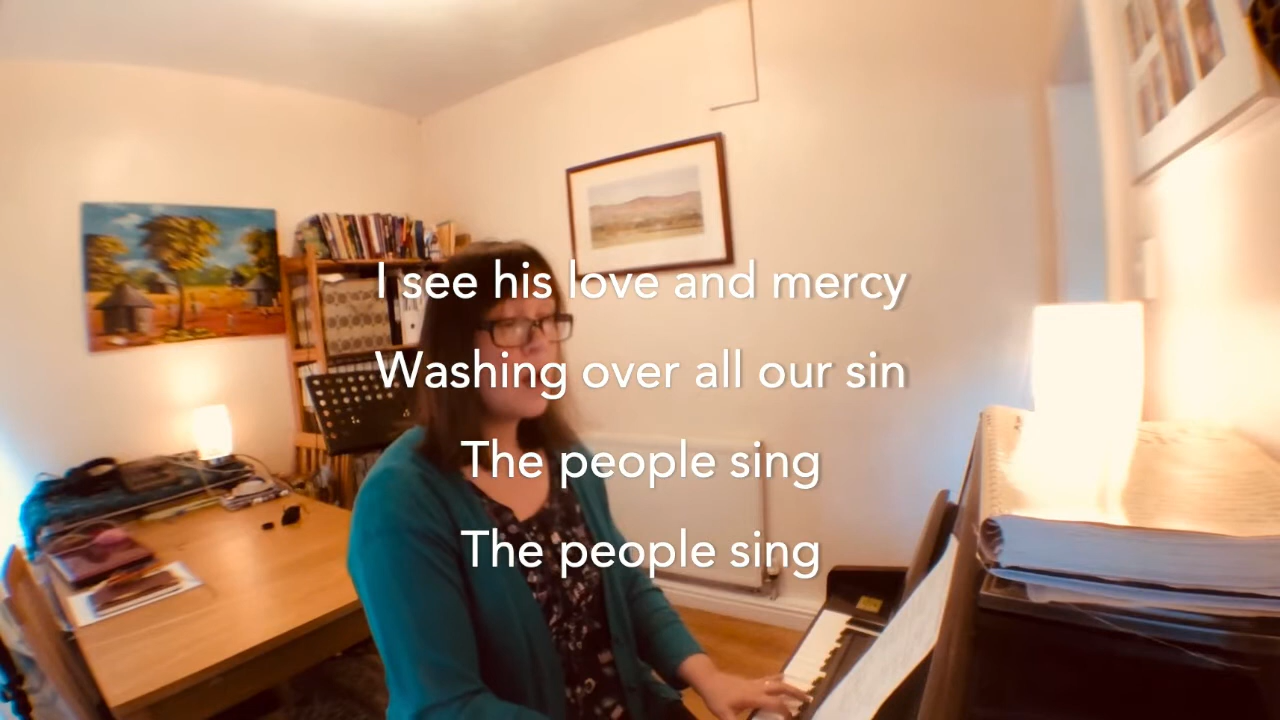 I see his love and mercy
Washing over all our sin
The people sing
The people sing